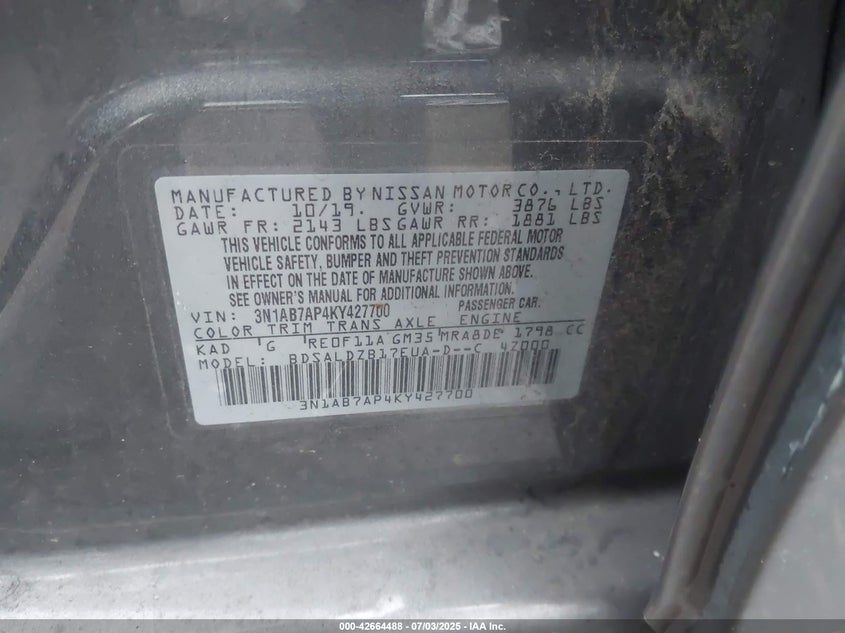 MANUFACTURED BY NISSAN MOTOR CO., LTD.
DATE: 10/19. GVWR: 3876 LBS
GAWR FR: 2143 LBS GAWR RR: 1881 LBS
THIS VEHICLE CONFORMS TO ALL APPLICABLE FEDERAL MOTOR
VEHICLE SAFETY, BUMPER AND THEFT PREVENTION STANDARDS
IN EFFECT ON THE DATE OF MANUFACTURE SHOWN ABOVE.
SEE OWNER'S MANUAL FOR ADDITIONAL INFORMATION.
VIN: 3N1AB7AP4KY427700 PASSENGER CAR.
COLOR TRIM TRANS AXLE ENGINE
KAD G RE0F11A GM35 MRA8DE 1798 CC
MODEL: BDSALDZB17EUA-D--C 42000
3N1AB7AP4KY427700
000-42664488 - 07/03/2025 - IAA Inc.